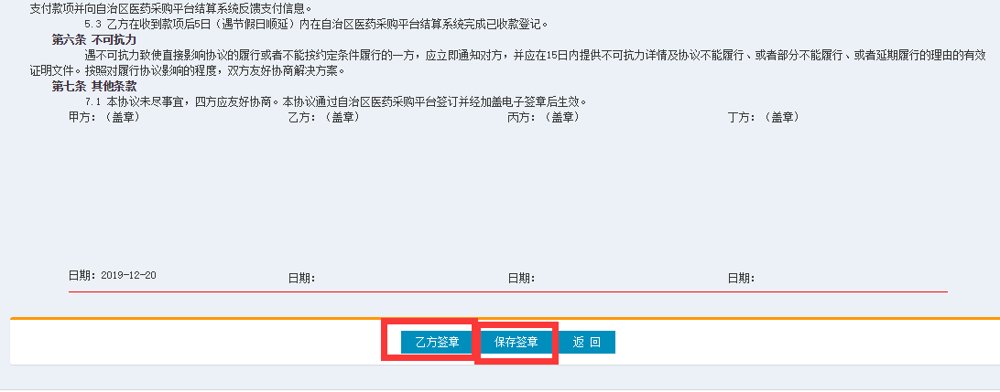 支付款项并向自治区医药采购平台结算系统反馈支付信息。
5.3 乙方在收到款项后5日（遇节假日顺延）内在自治区医药采购平台结算系统完成已收款登记。
第六条 不可抗力
遇不可抗力致使直接影响协议的履行或者不能按约定条件履行的一方，应立即通知对方，并应在15日内提供不可抗力详情及协议不能履行、或者部分不能履行、或者延期履行的理由的有效
证明文件。按照对履行协议影响的程度，双方友好协商解决方案。
第七条 其他条款
7.1 本协议未尽事宜，四方应友好协商。本协议通过自治区医药采购平台签订并经加盖电子签章后生效。
甲方：（盖章） 乙方：（盖章） 丙方：（盖章） 丁方：（盖章）
日期：2019-12-20 日期： 日期： 日期：
乙方签章 保存签章 返 回